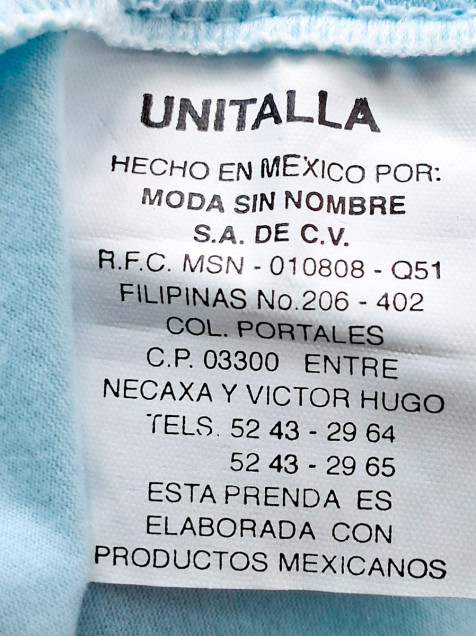 UNITALLA
HECHO EN MEXICO POR:
MODA SIN NOMBRE
S.A. DE C.V.
R.F.C. MSN - 010808 - Q51
FILIPINAS No.206 - 402
COL. PORTALES
C.P. 03300 ENTRE
NECAXA Y VICTOR HUGO
TELS. 52 43 - 29 64
52 43 - 29 65
ESTA PRENDA ES
ELABORADA CON
PRODUCTOS MEXICANOS